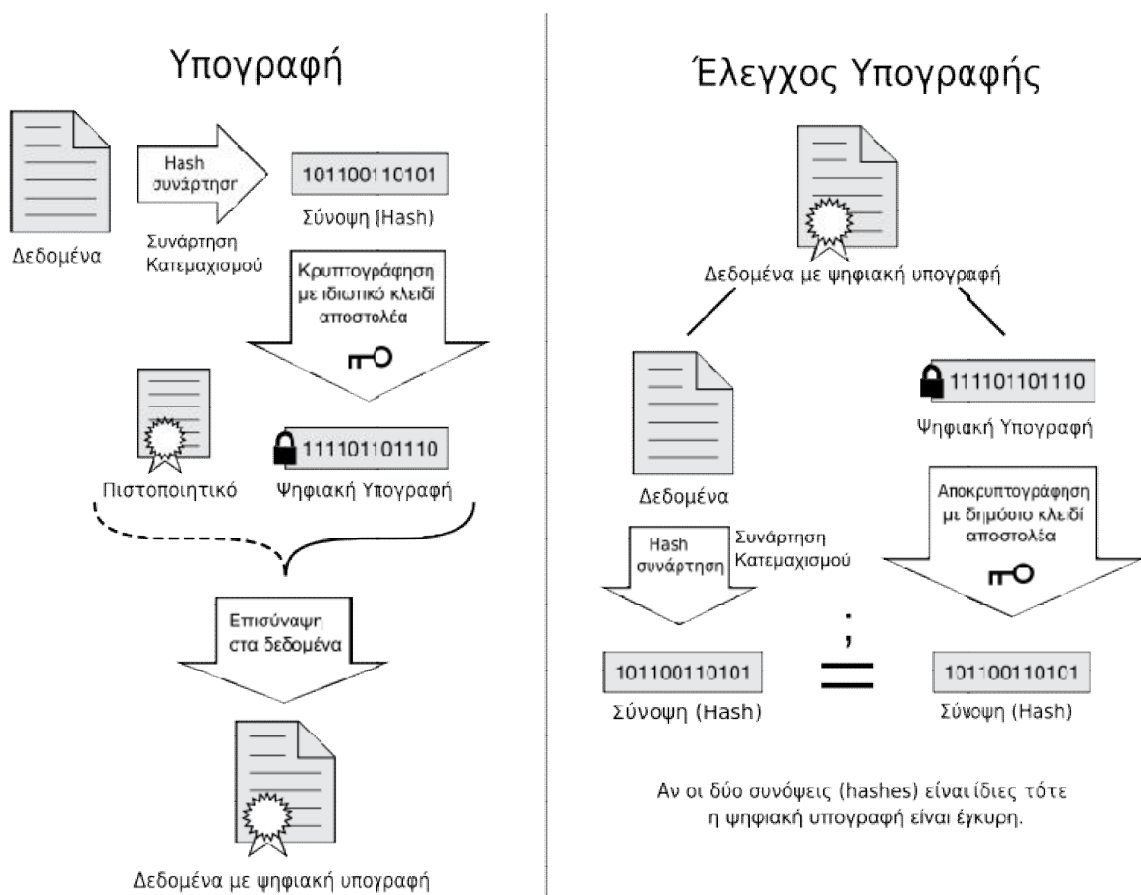 Υπογραφή
Hash
συνάρτηση
101100110101
Σύνοψη (Hash)
Δεδομένα
Συνάρτηση
Κατεμαχισμού
Κρυπτογράφηση
με ιδιωτικό κλειδί
αποστολέα
Πιστοποιητικό
111101101110
Ψηφιακή Υπογραφή
Επισύναψη
στα δεδομένα
Δεδομένα με ψηφιακή υπογραφή
Έλεγχος Υπογραφής
Δεδομένα με ψηφιακή υπογραφή
Δεδομένα
111101101110
Ψηφιακή Υπογραφή
Hash
συνάρτηση
Συνάρτηση
Κατεμαχισμού
Αποκρυπτογράφηση
με δημόσιο κλειδί
αποστολέα
101100110101
Σύνοψη (Hash)
;
=
101100110101
Σύνοψη (Hash)
Αν οι δύο συνόψεις (hashes) είναι ίδιες τότε
η ψηφιακή υπογραφή είναι έγκυρη.